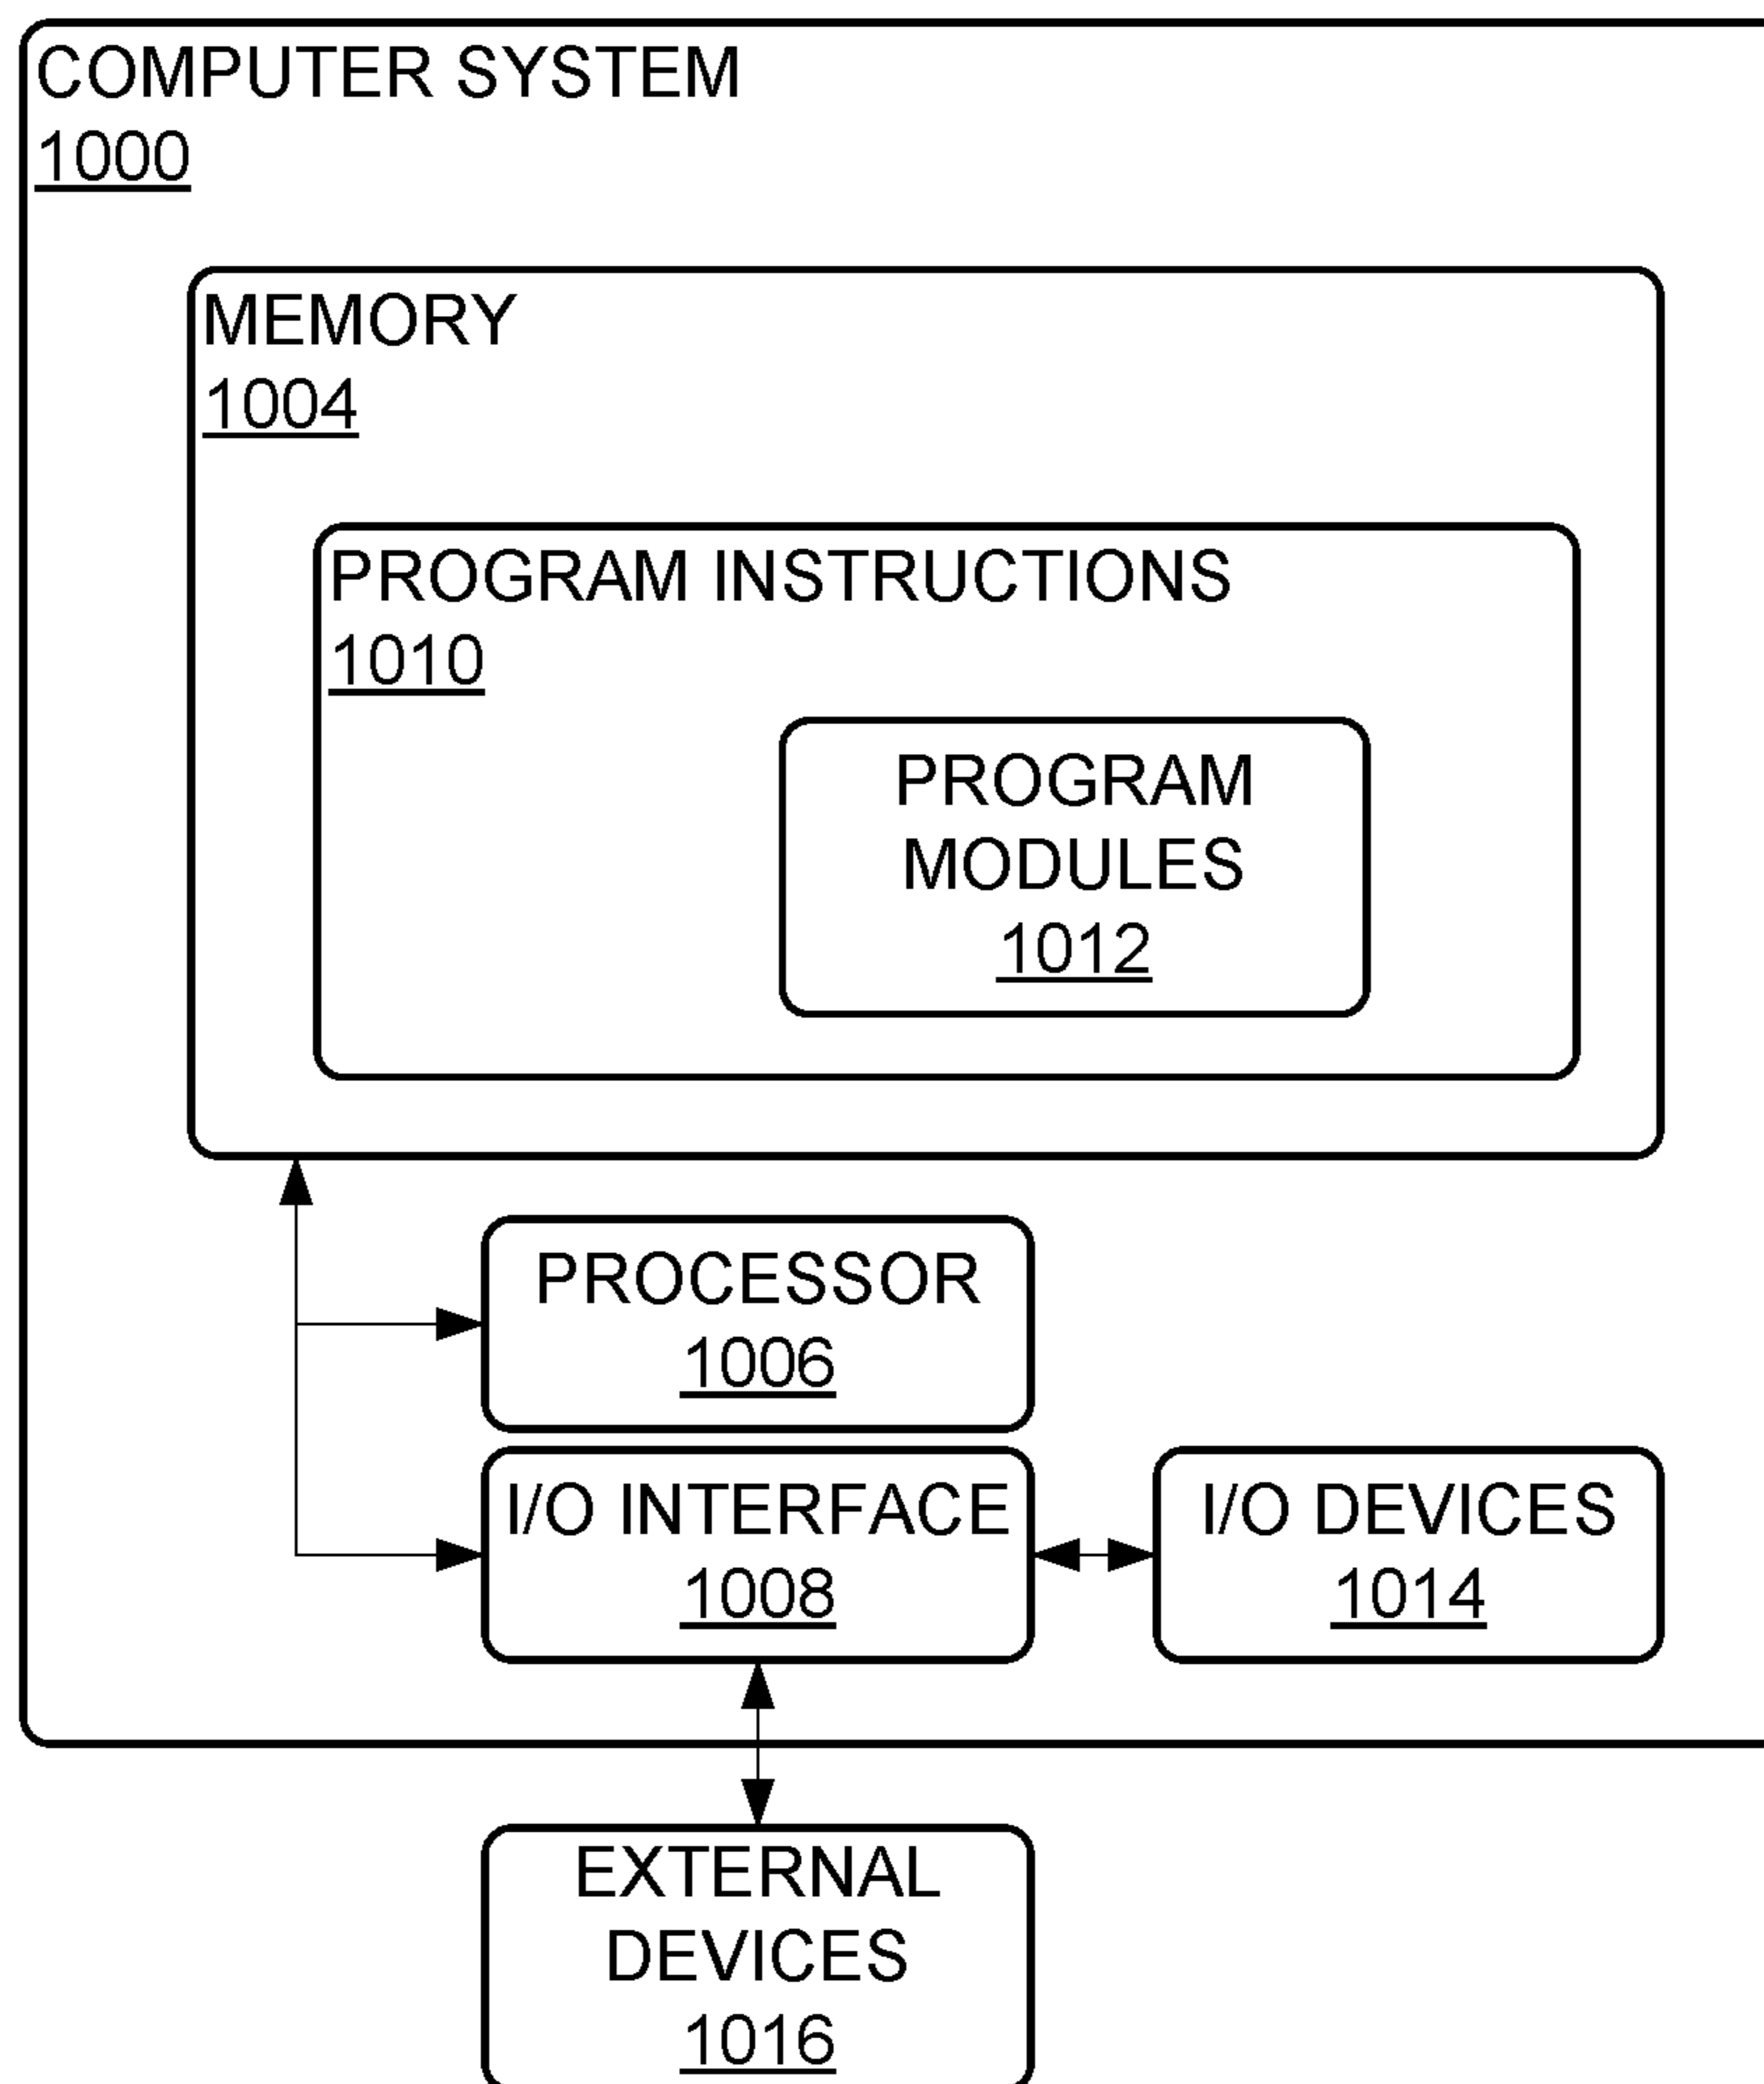 COMPUTER SYSTEM
1000
MEMORY
1004
PROGRAM INSTRUCTIONS
1010
PROGRAM
MODULES
1012
PROCESSOR
1006
I/O INTERFACE
1008
I/O DEVICES
1014
EXTERNAL
DEVICES
1016